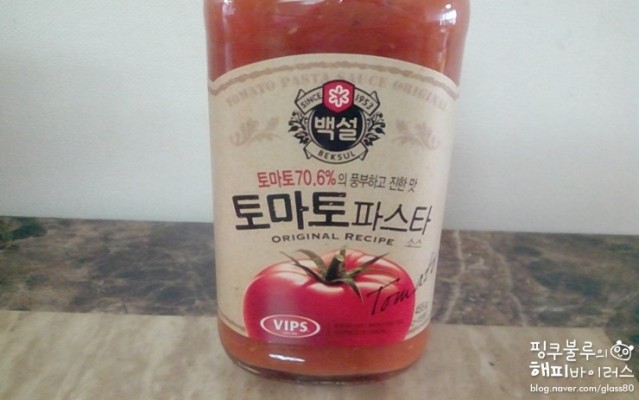 TOMATO PASTA SAUCE ORIGINAL
SINCE 1953
백설
BEKSUL
토마토70.6%의 풍부하고 진한 맛
토마토파스타
ORIGINAL RECIPE 소스
Tomato
VIPS
핑쿠블루의
해피바이러스
blog.naver.com/glass80